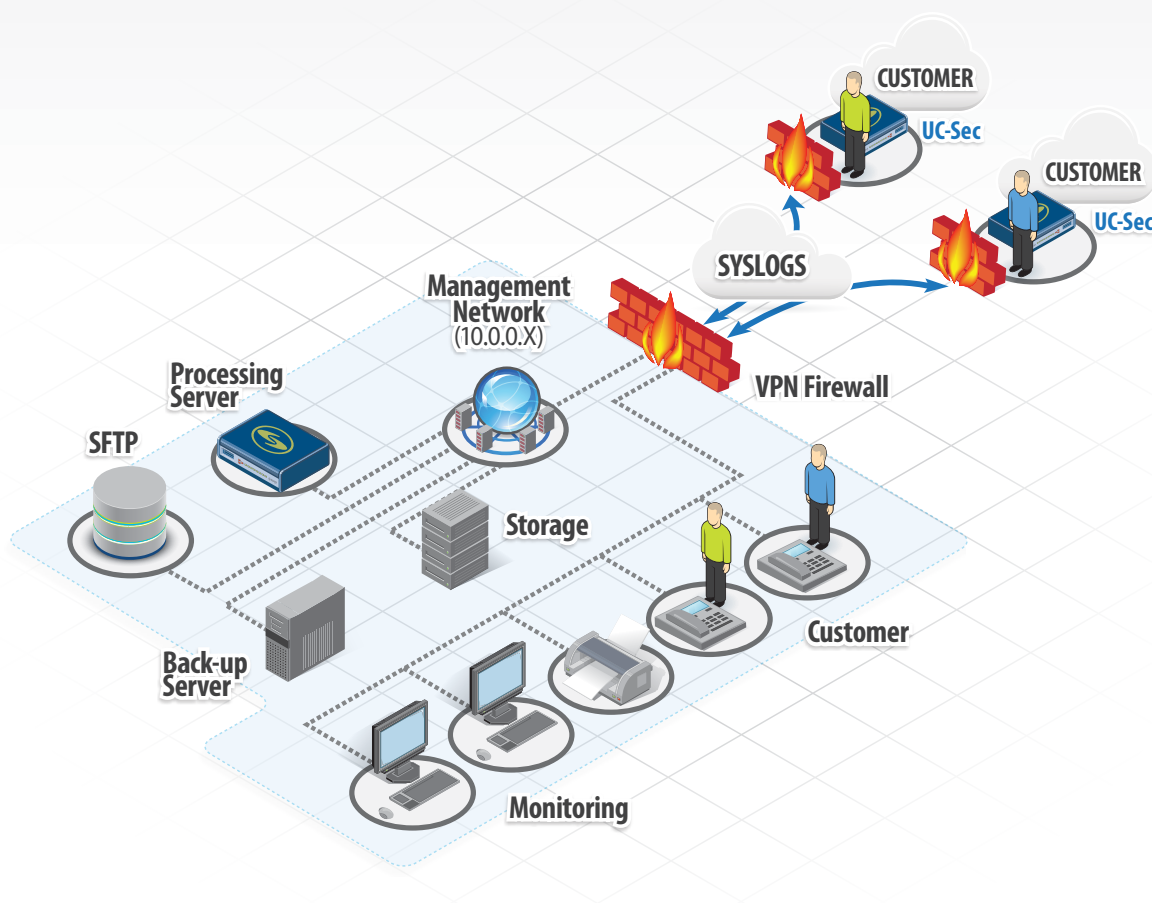 CUSTOMER
UC-Sec
CUSTOMER
UC-Sec
SYSLOGS
Management
Network
(10.0.0.X)
VPN Firewall
Processing
Server
SFTP
Storage
Back-up
Server
Customer
Monitoring